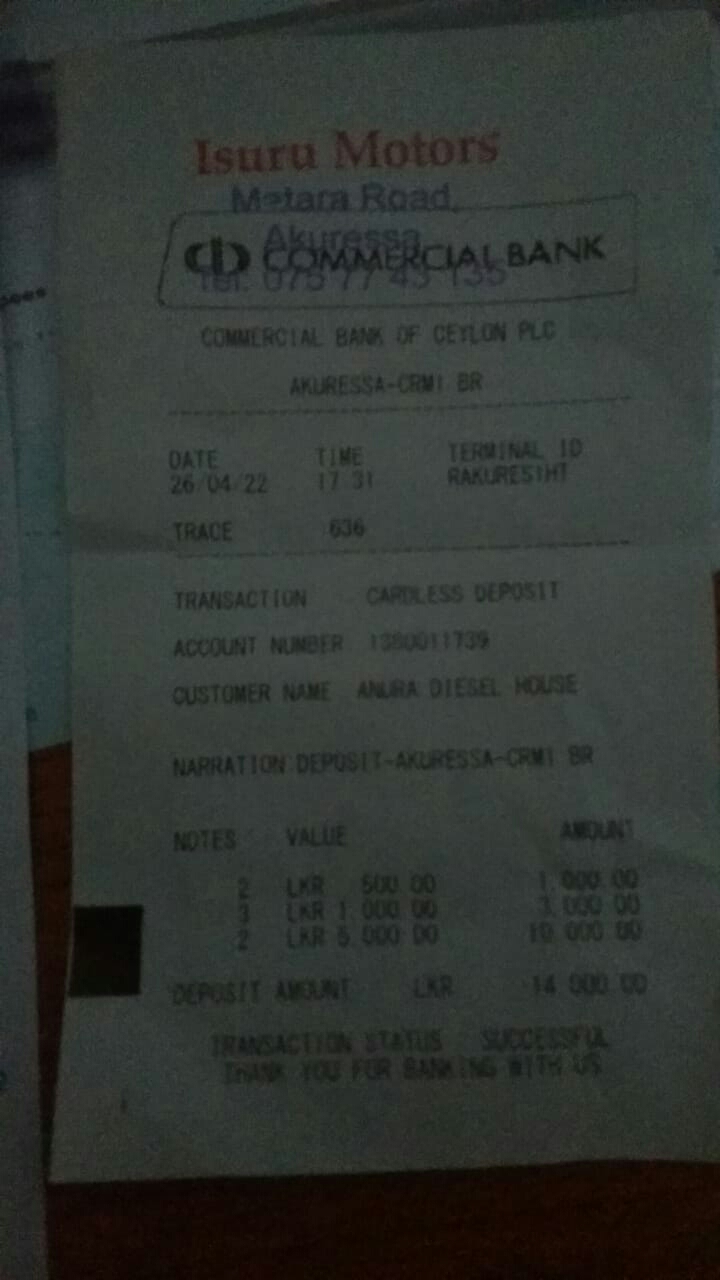 Isuru Motors
Matara Road,
Akuressa
Tel: 075 77 45 135
COMMERCIAL BANK
COMMERCIAL BANK OF CEYLON PLC
AKURESSA-CRM1 BR
DATE TIME TERMINAL ID
26/04/22 17:31 RAKURES1HT
TRACE 636
TRANSACTION CARDLESS DEPOSIT
ACCOUNT NUMBER 1380011739
CUSTOMER NAME ANURA DIESEL HOUSE
NARRATION:DEPOSIT-AKURESSA-CRM1 BR
NOTES VALUE AMOUNT
2 LKR 500.00 1,000.00
3 LKR 1,000.00 3,000.00
2 LKR 5,000.00 10,000.00
DEPOSIT AMOUNT LKR 14,000.00
TRANSACTION STATUS SUCCESSFUL
THANK YOU FOR BANKING WITH US